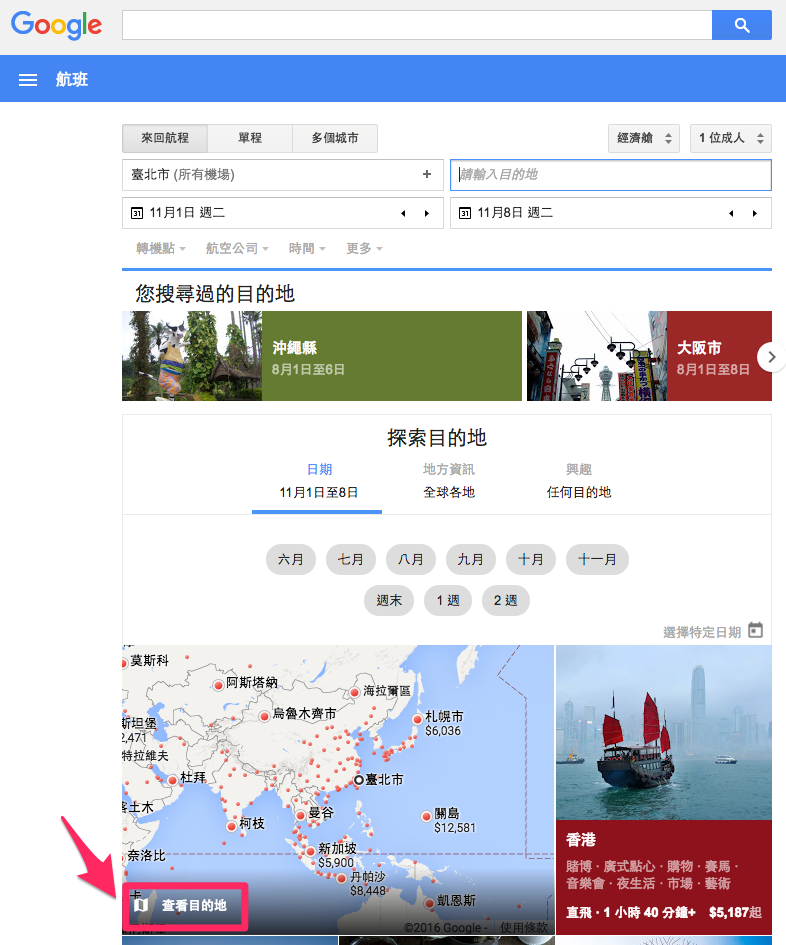 Google
航班
來回航程 單程 多個城市 經濟艙 1 位成人
臺北市 (所有機場) + 請輸入目的地
31 11月1日 週二 31 11月8日 週二
轉機點 航空公司 時間 更多
您搜尋過的目的地
沖繩縣
8月1日至6日
大阪市
8月1日至8日
探索目的地
日期 地方資訊 興趣
11月1日至8日 全球各地 任何目的地
六月 七月 八月 九月 十月 十一月
週末 1 週 2 週
選擇特定日期
莫斯科
阿斯塔納
海拉爾區
斯坦堡
2,471
烏魯木齊市
札幌市
$6,036
特拉維夫
杜拜
臺北市
客土木
柯枝
曼谷
關島
$12,581
奈洛比
新加坡
$5,900
丹帕沙
$8,448
凱恩斯
查看目的地
©2016 Google - 使用條款
香港
賭博 · 廣式點心 · 購物 · 賽馬 ·
音樂會 · 夜生活 · 市場 · 藝術
直飛 · 1 小時 40 分鐘+ $5,187起